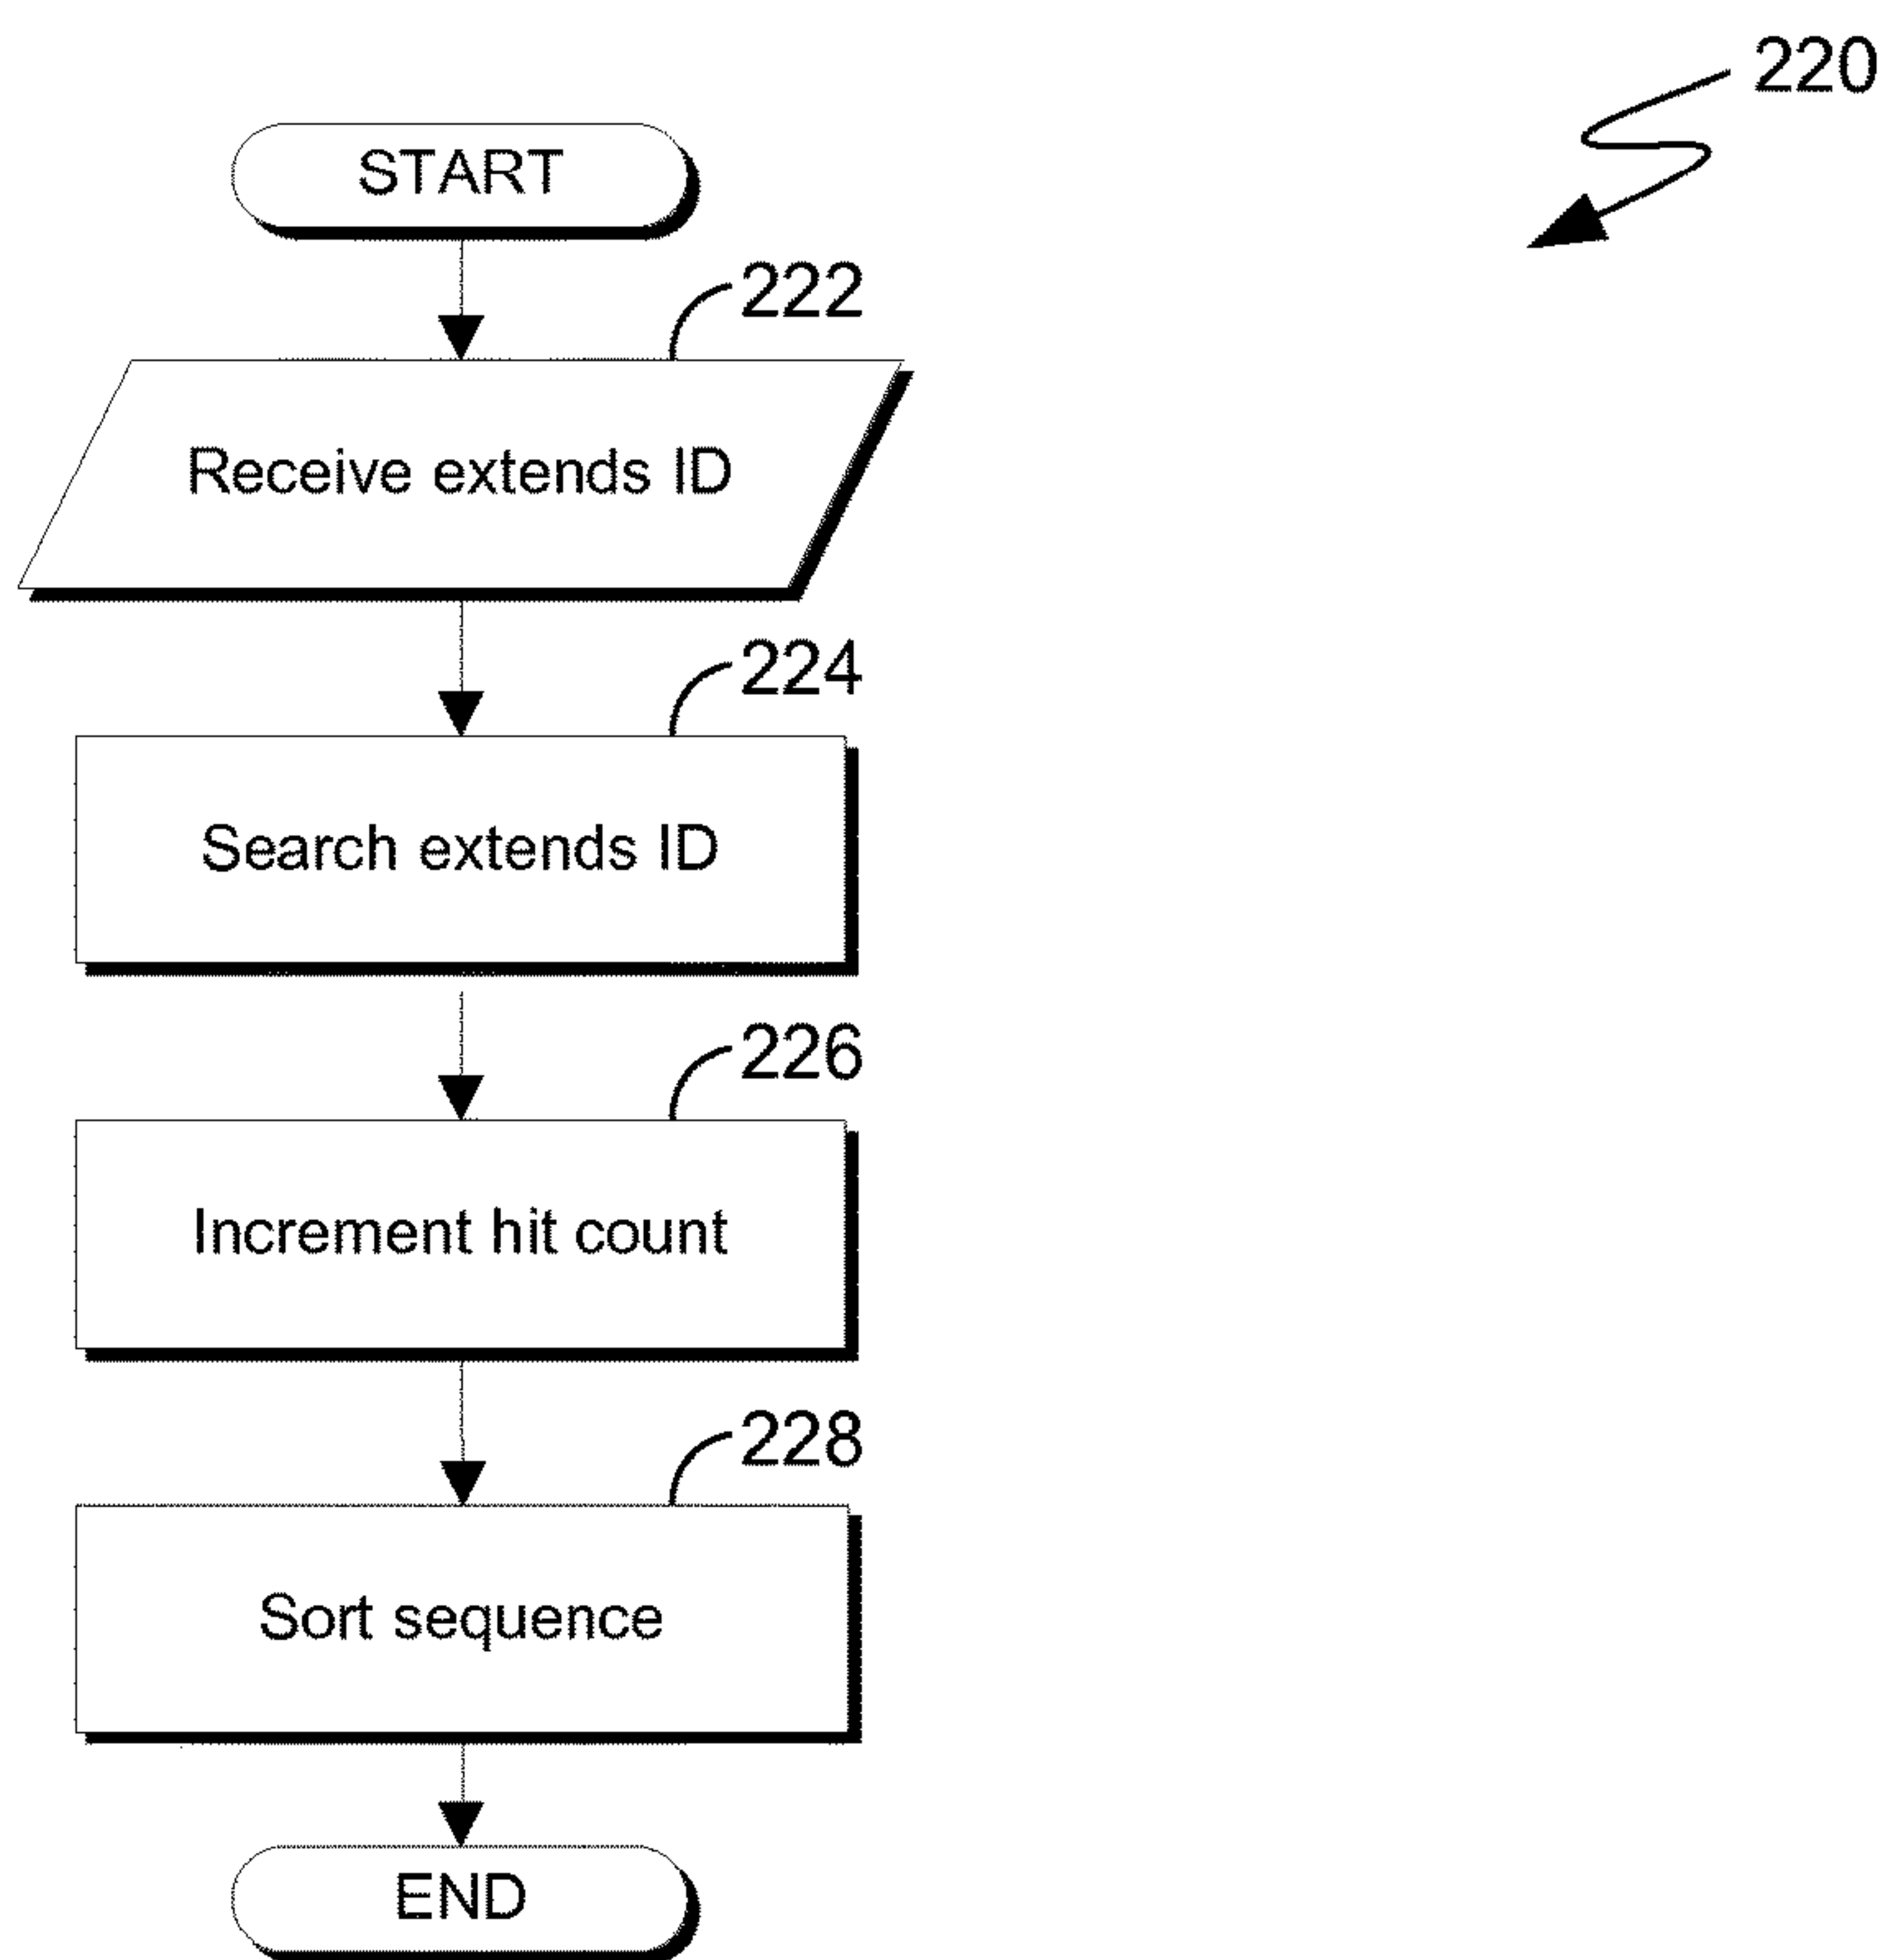 220
START
222
Receive extends ID
224
Search extends ID
226
Increment hit count
228
Sort sequence
END